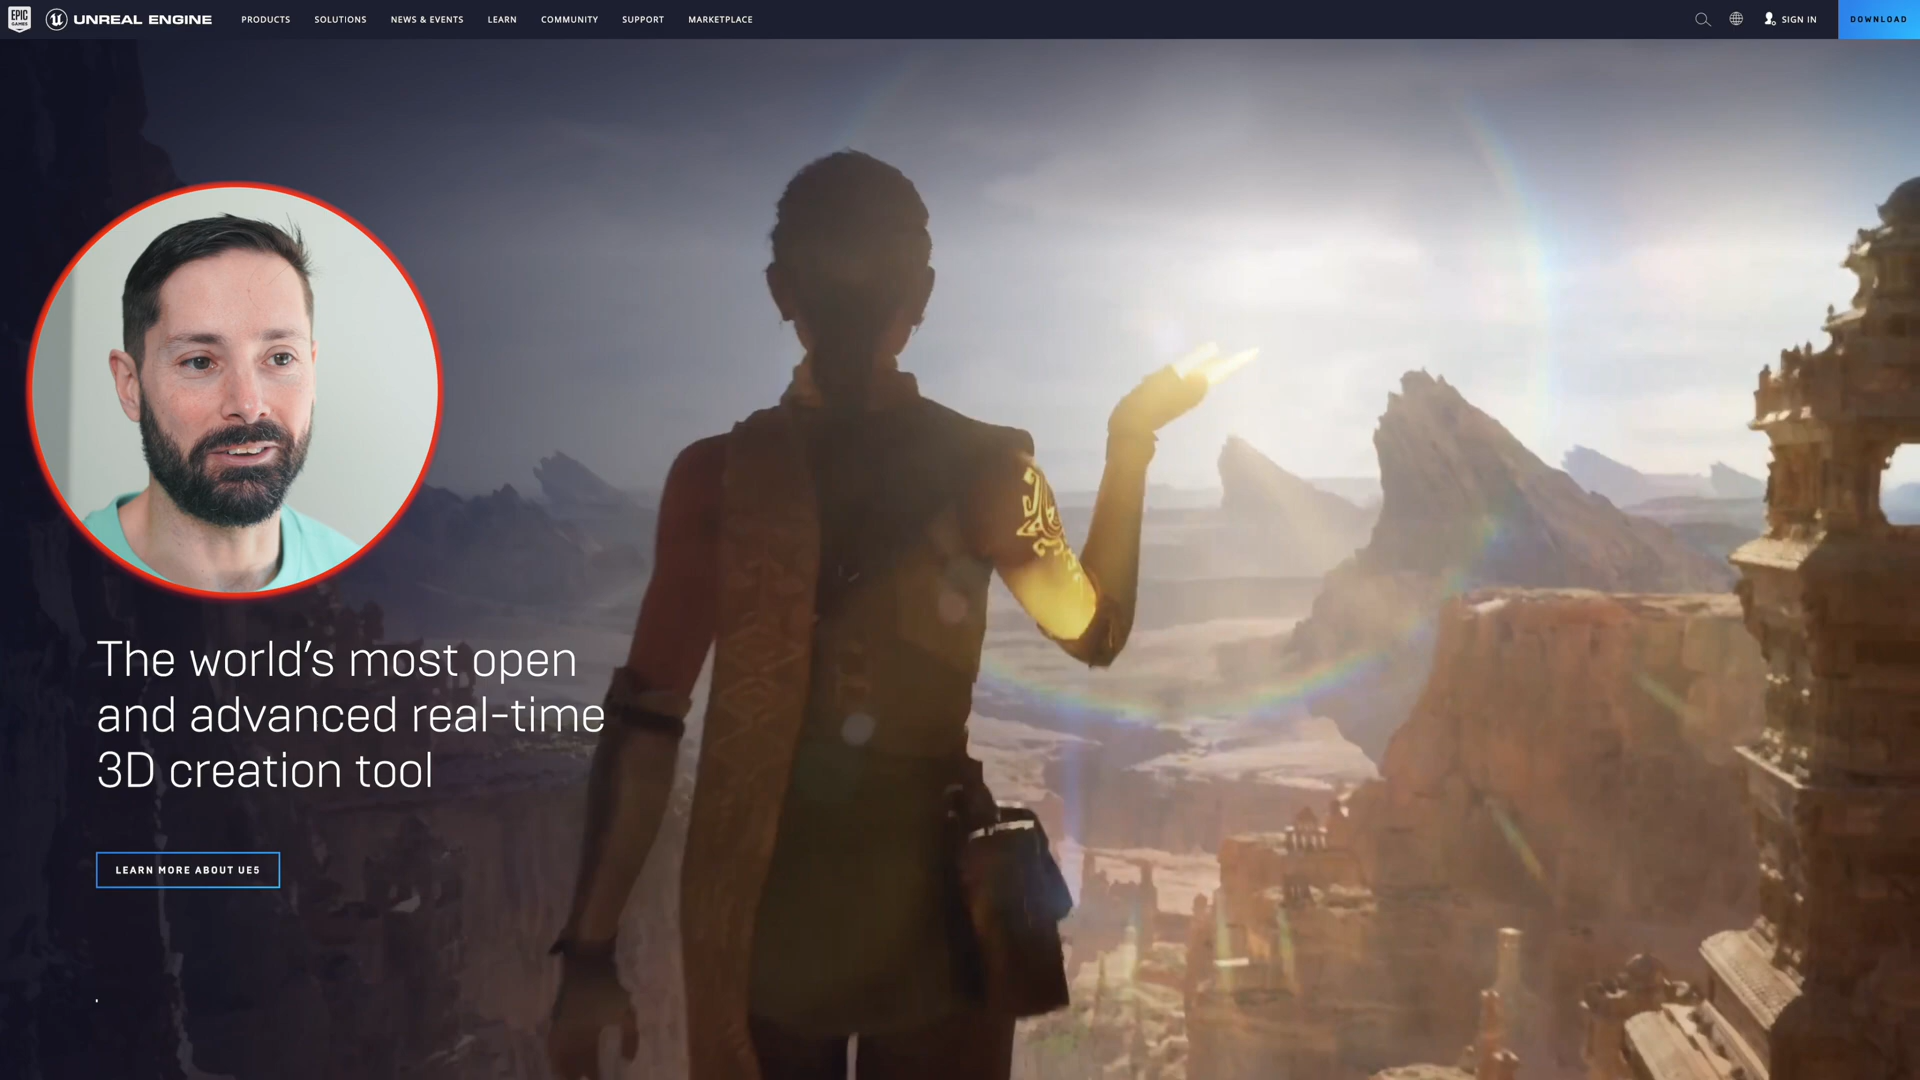 EPIC
GAMES
UNREAL ENGINE
PRODUCTS
SOLUTIONS
NEWS & EVENTS
LEARN
COMMUNITY
SUPPORT
MARKETPLACE
SIGN IN
DOWNLOAD
The world's most open
and advanced real-time
3D creation tool
LEARN MORE ABOUT UE5